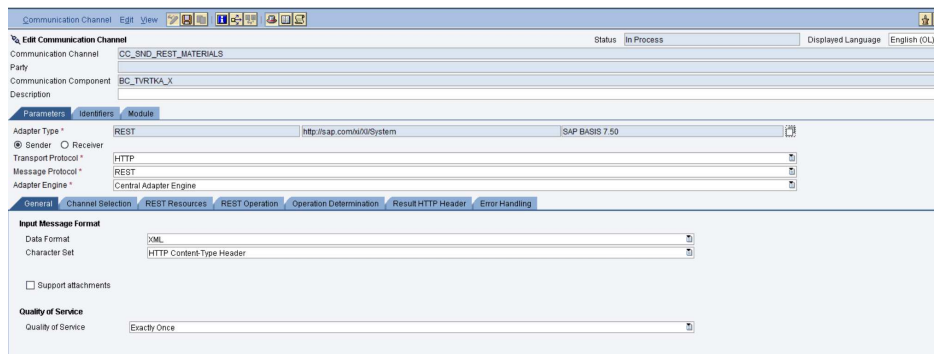 Communication Channel Edit View
Edit Communication Channel Status In Process Displayed Language English (OL)
Communication Channel CC_SND_REST_MATERIALS
Party
Communication Component BC_TVRTKA_X
Description
Parameters Identifiers Module
Adapter Type * REST http://sap.com/xi/XI/System SAP BASIS 7.50
Sender Receiver
Transport Protocol * HTTP
Message Protocol * REST
Adapter Engine * Central Adapter Engine
General Channel Selection REST Resources REST Operation Operation Determination Result HTTP Header Error Handling
Input Message Format
Data Format XML
Character Set HTTP Content-Type Header
Support attachments
Quality of Service
Quality of Service Exactly Once